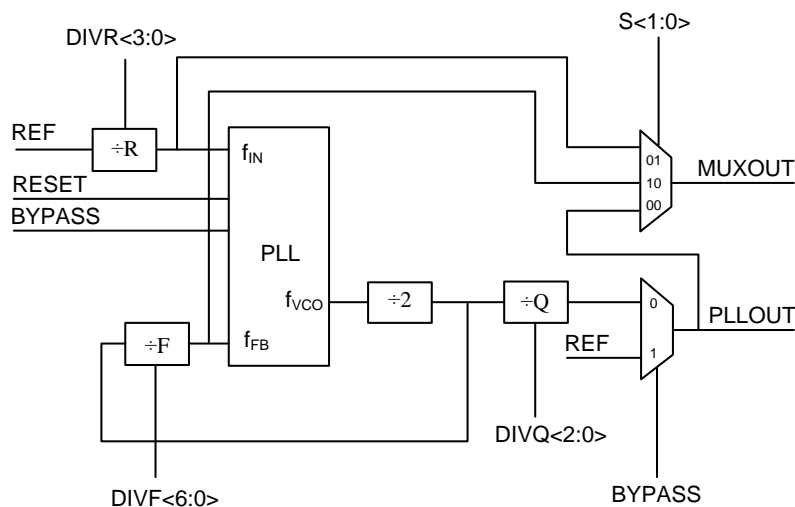 S<1:0>
DIVR<3:0>
REF
÷R
fIN
01
RESET
10
MUXOUT
BYPASS
00
PLL
fVCO
÷2
÷Q
0
PLLOUT
÷F
fFB
REF
1
DIVQ<2:0>
DIVF<6:0>
BYPASS